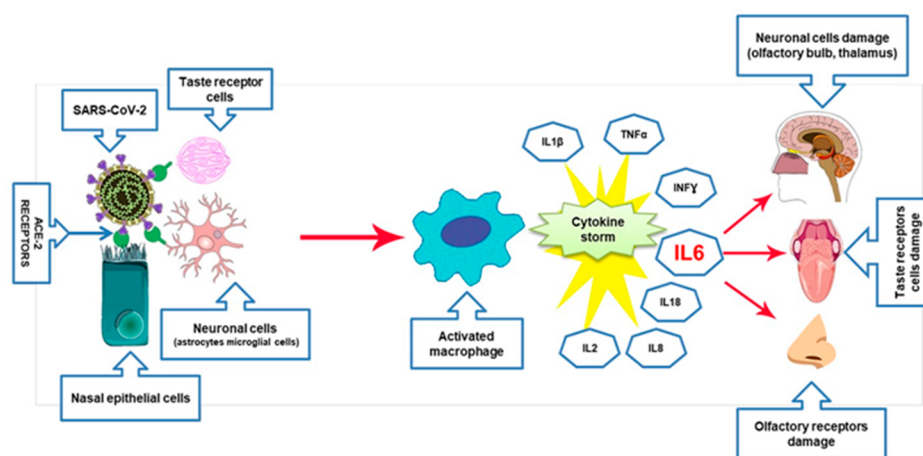 Taste receptor
cells
SARS-CoV-2
ACE-2
RECEPTORS
Neuronal cells
(astrocytes microglial cells)
Nasal epithelial cells
Activated
macrophage
IL1β
TNFα
INFɣ
Cytokine
storm
IL6
IL18
IL8
IL2
Neuronal cells damage
(olfactory bulb, thalamus)
Taste receptors
cells damage
Olfactory receptors
damage